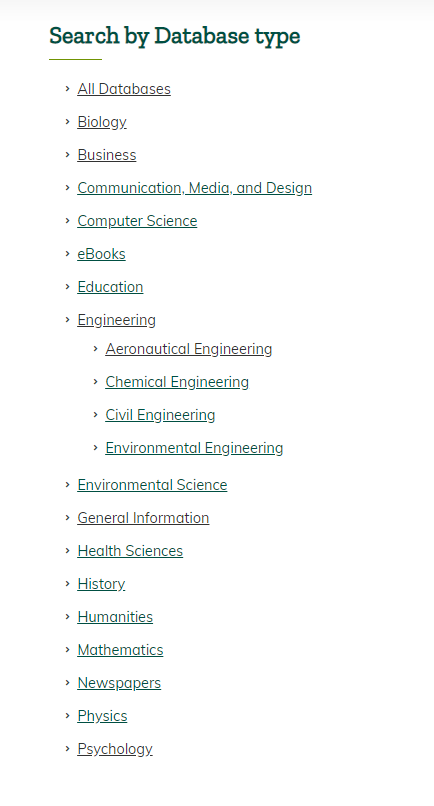 Search by Database type
All Databases
Biology
Business
Communication, Media, and Design
Computer Science
eBooks
Education
Engineering
Aeronautical Engineering
Chemical Engineering
Civil Engineering
Environmental Engineering
Environmental Science
General Information
Health Sciences
History
Humanities
Mathematics
Newspapers
Physics
Psychology